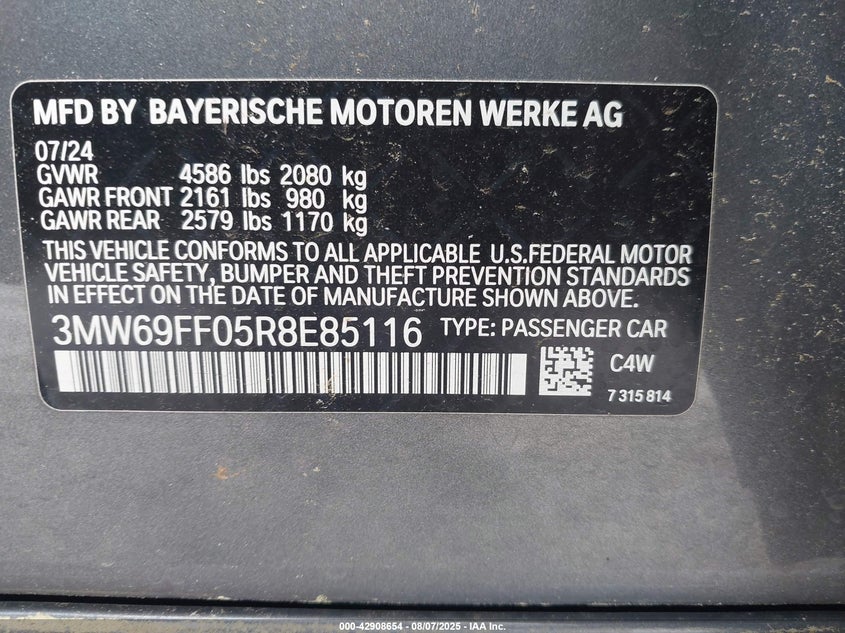 MFD BY BAYERISCHE MOTOREN WERKE AG
07/24
GVWR 4586 lbs 2080 kg
GAWR FRONT 2161 lbs 980 kg
GAWR REAR 2579 lbs 1170 kg
THIS VEHICLE CONFORMS TO ALL APPLICABLE U.S.FEDERAL MOTOR
VEHICLE SAFETY, BUMPER AND THEFT PREVENTION STANDARDS
IN EFFECT ON THE DATE OF MANUFACTURE SHOWN ABOVE.
3MW69FF05R8E85116 TYPE: PASSENGER CAR
C4W
7 315 814
000-42908654 - 08/07/2025 - IAA Inc.